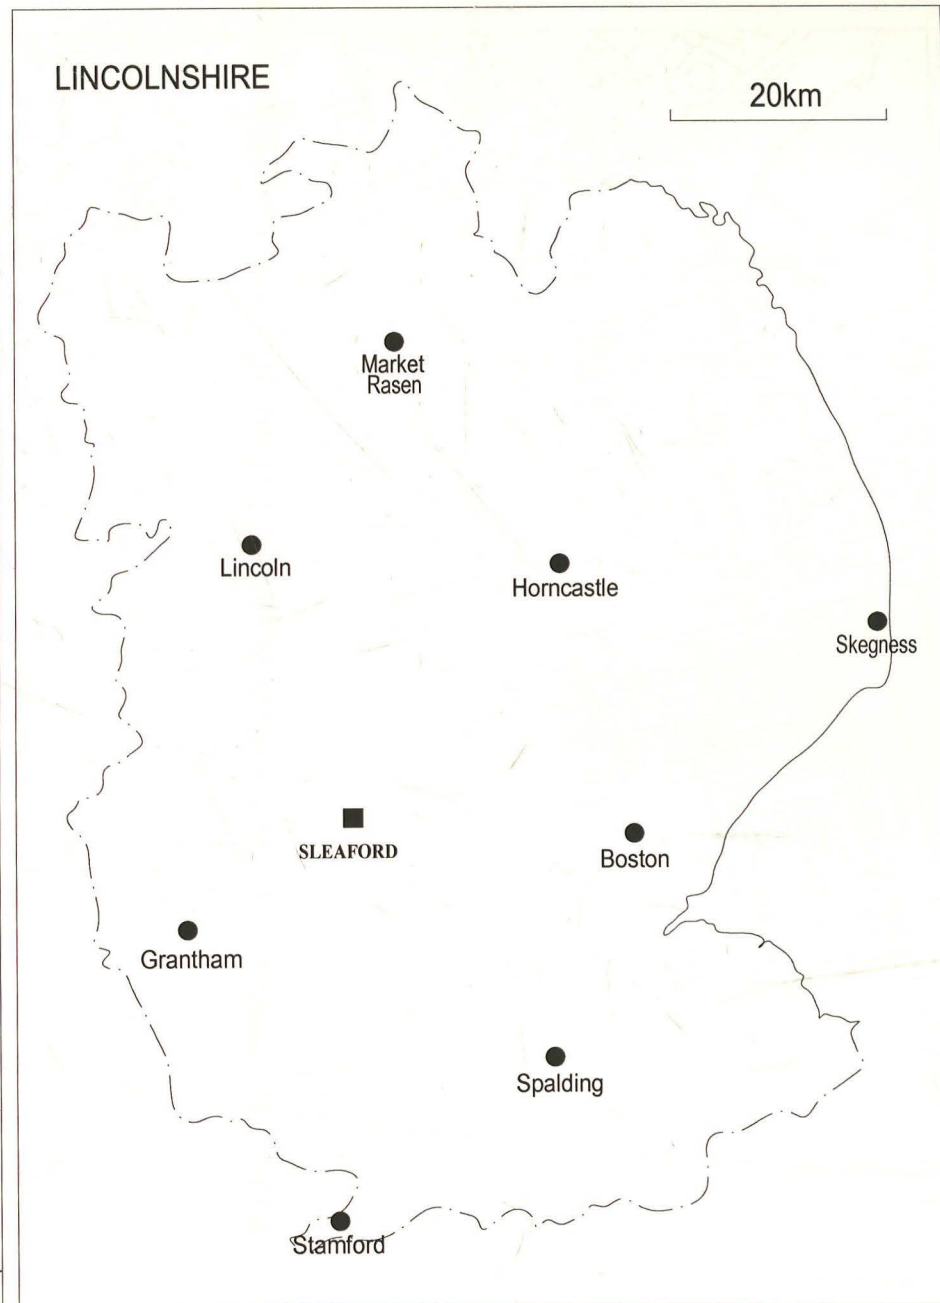 LINCOLNSHIRE
20km
Market
Rasen
Lincoln
Horncastle
Skegness
SLEAFORD
Boston
Grantham
Spalding
Stamford